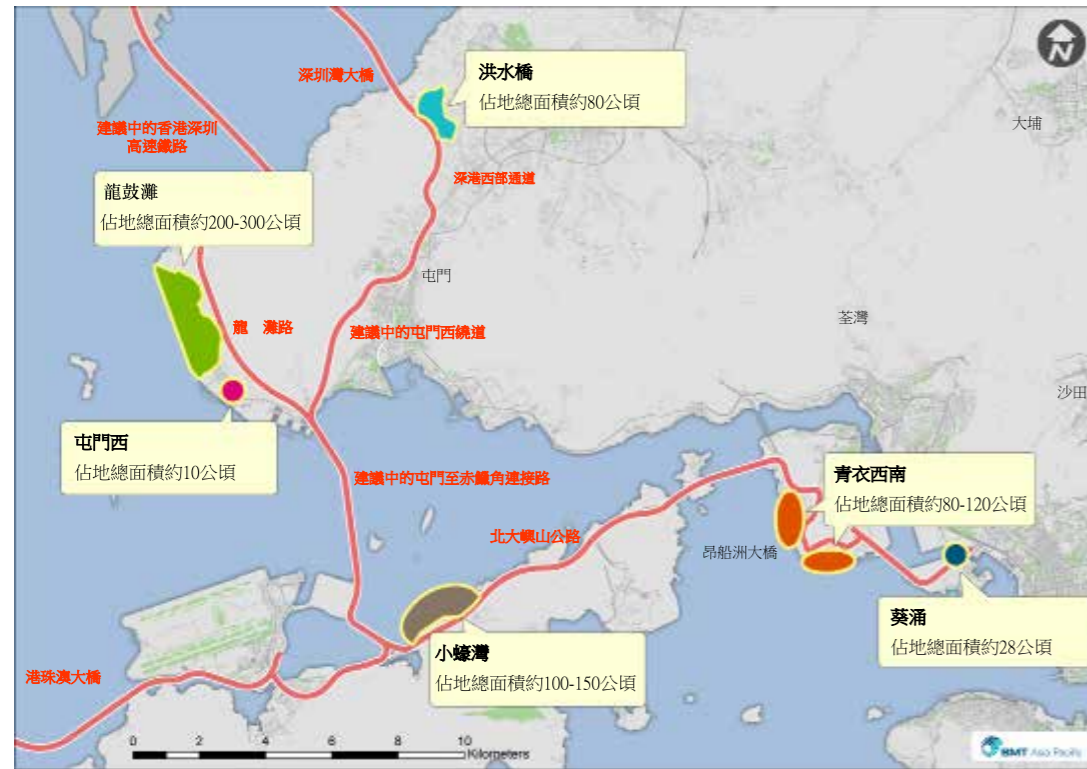 深圳灣大橋
洪水橋
佔地總面積約80公頃
N
大埔
建議中的香港深圳
高速鐵路
深港西部通道
龍鼓灘
佔地總面積約200-300公頃
屯門
龍 灘路
建議中的屯門西繞道
荃灣
沙田
屯門西
佔地總面積約10公頃
建議中的屯門至赤鱲角連接路
青衣西南
佔地總面積約80-120公頃
北大嶼山公路
昂船洲大橋
葵涌
佔地總面積約28公頃
小蠔灣
佔地總面積約100-150公頃
港珠澳大橋
0 2 4 6 8 10
Kilometers
BMT Asia Pacific